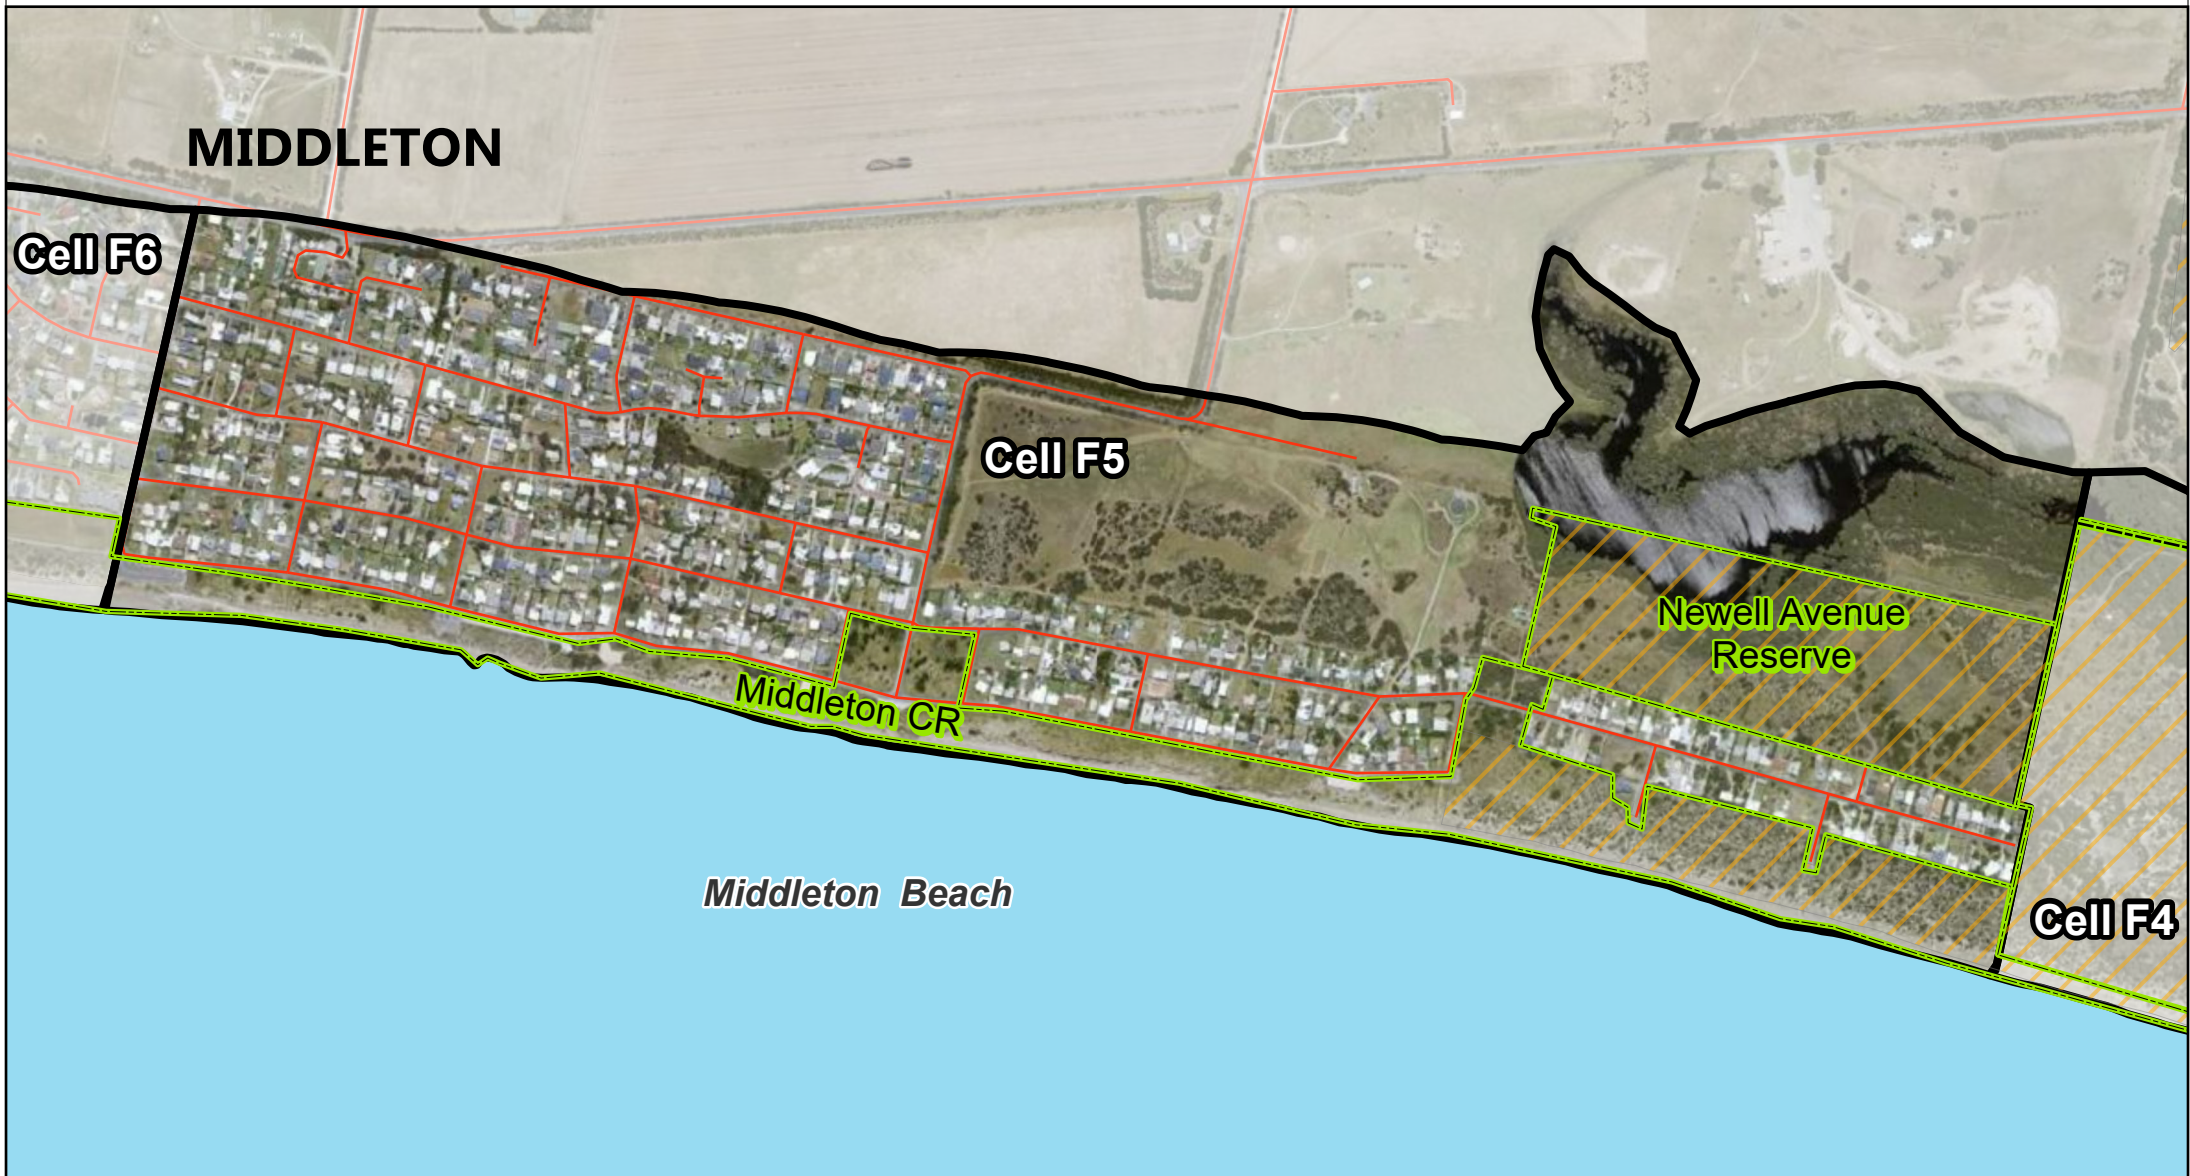 MIDDLETON
Cell F6
Cell F5
Newell Avenue
Reserve
Middleton CR
Middleton Beach
Cell F4